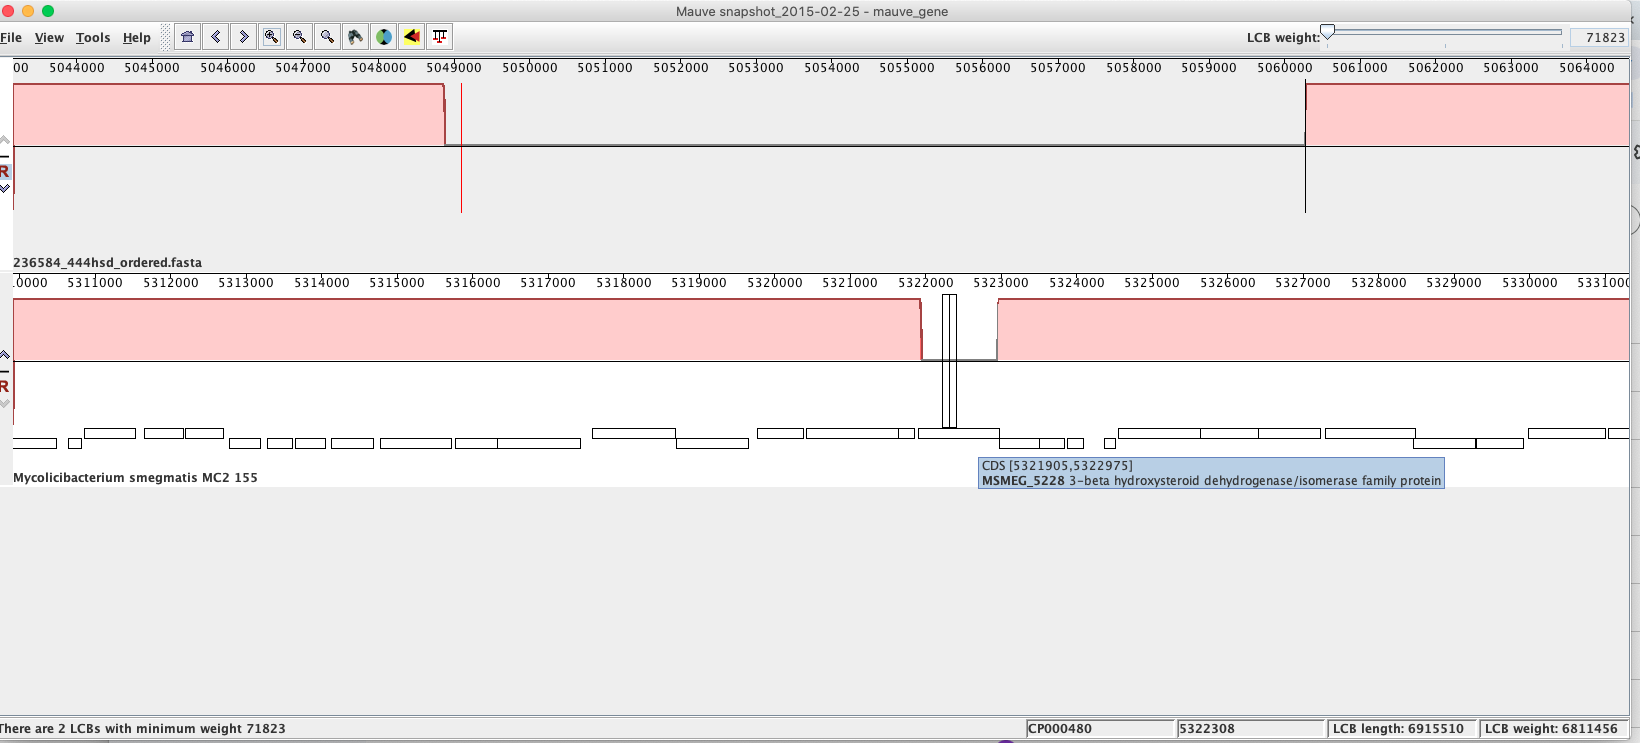 Mauve snapshot_2015-02-25 - mauve_gene
File View Tools Help LCB weight: 71823
00 5044000 5045000 5046000 5047000 5048000 5049000 5050000 5051000 5052000 5053000 5054000 5055000 5056000 5057000 5058000 5059000 5060000 5061000 5062000 5063000 5064000
R
236584_444hsd_ordered.fasta
.0000 5311000 5312000 5313000 5314000 5315000 5316000 5317000 5318000 5319000 5320000 5321000 5322000 5323000 5324000 5325000 5326000 5327000 5328000 5329000 5330000 5331000
R
CDS [5321905,5322975]
MSMEG_5228 3-beta hydroxysteroid dehydrogenase/isomerase family protein
Mycolicibacterium smegmatis MC2 155
There are 2 LCBs with minimum weight 71823 CP000480 5322308 LCB length: 6915510 LCB weight: 6811456